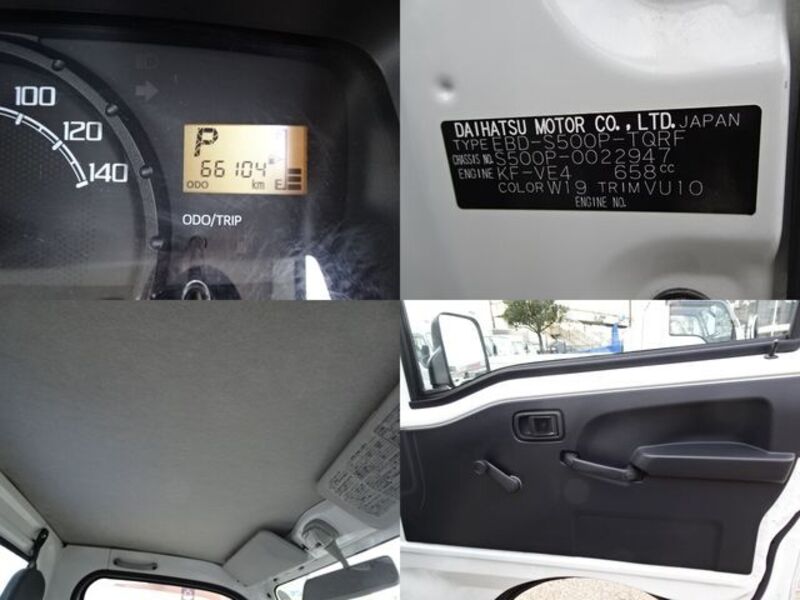 100
120
140
P
66104
ODO km E
ODO/TRIP
DAIHATSU MOTOR CO.,LTD. JAPAN
TYPE EBD-S500P-TQRF
CHASSIS NO. S500P-0022947
ENGINE KF-VE4 658cc
COLOR W19 TRIM VU10
ENGINE NO.